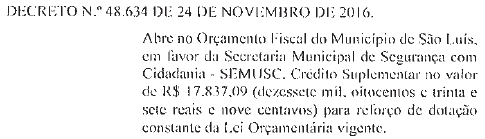 DECRETO N.º 48.634 DE 24 DE NOVEMBRO DE 2016.
Abre no Orçamento Fiscal do Município de São Luís,
em favor da Secretaria Municipal de Segurança com
Cidadania - SEMUSC, Crédito Suplementar no valor
de R$ 17.837,09 (dezessete mil, oitocentos e trinta e
sete reais e nove centavos) para reforço de dotação
constante da Lei Orçamentária vigente.